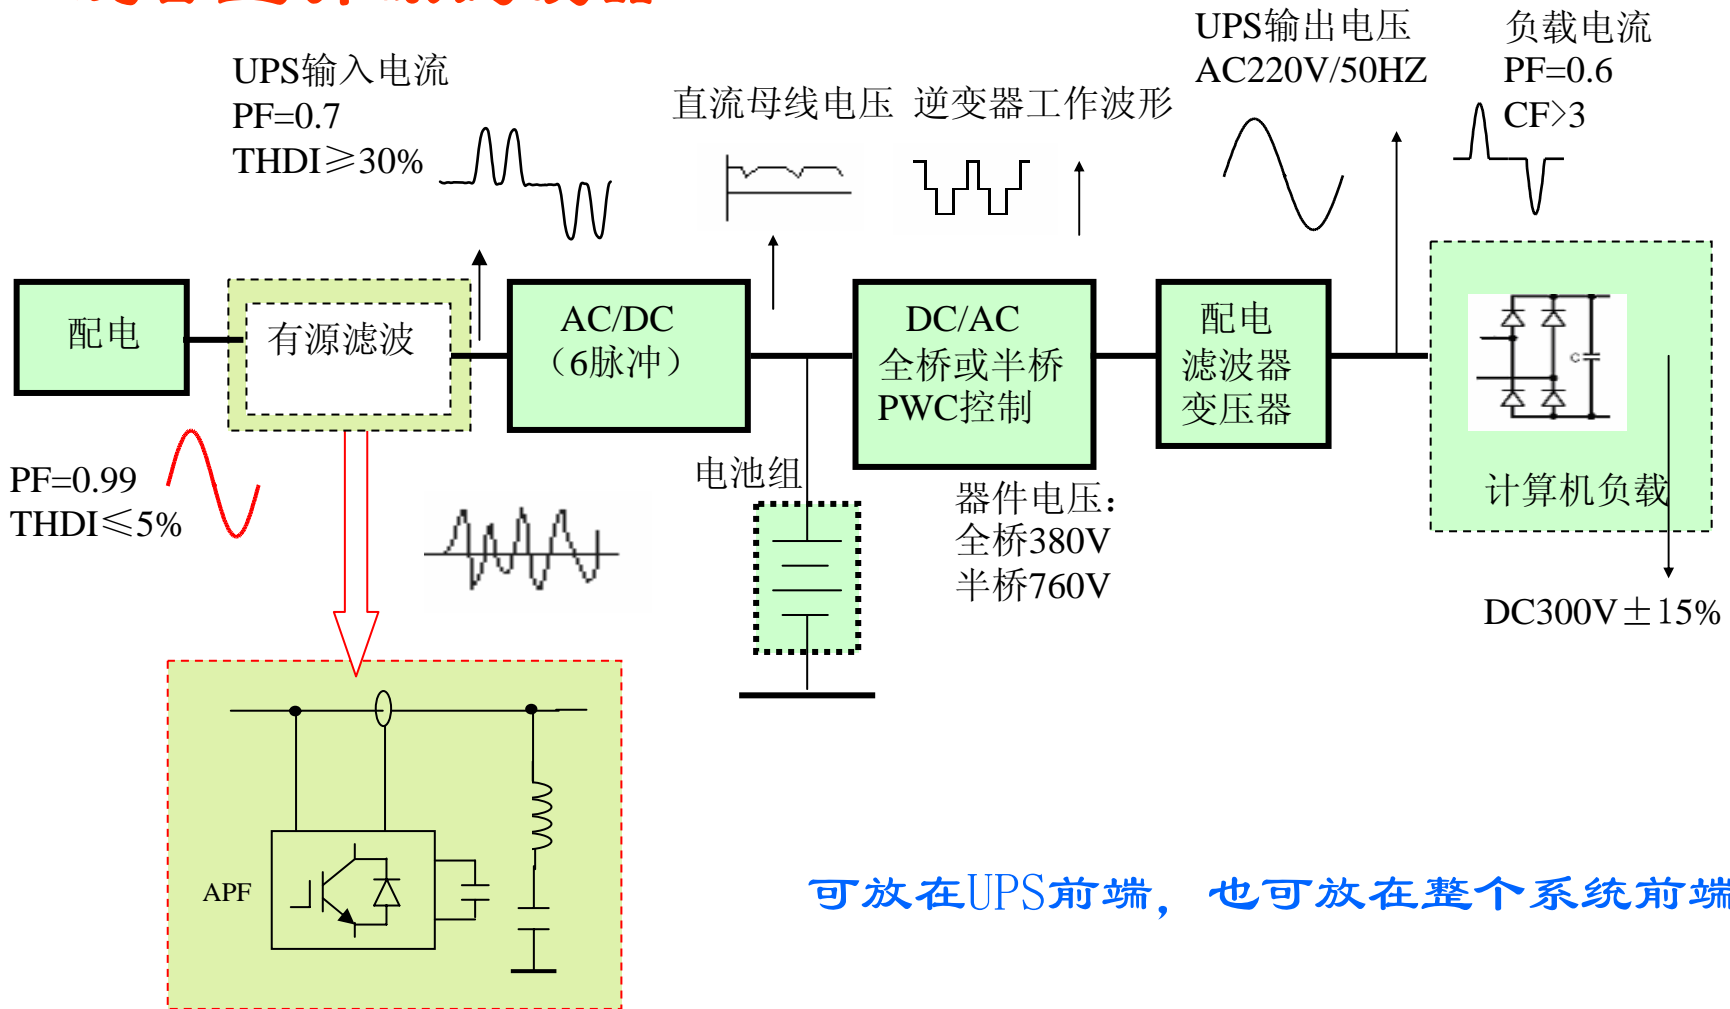 UPS输入电流
PF=0.7
THDI≥30%
直流母线电压
逆变器工作波形
UPS输出电压
AC220V/50HZ
负载电流
PF=0.6
CF>3
配电
有源滤波
AC/DC
（6脉冲）
DC/AC
全桥或半桥
PWC控制
配电
滤波器
变压器
C
计算机负载
PF=0.99
THDI≤5%
电池组
器件电压：
全桥380V
半桥760V
DC300V±15%
APF
可放在UPS前端，也可放在整个系统前端